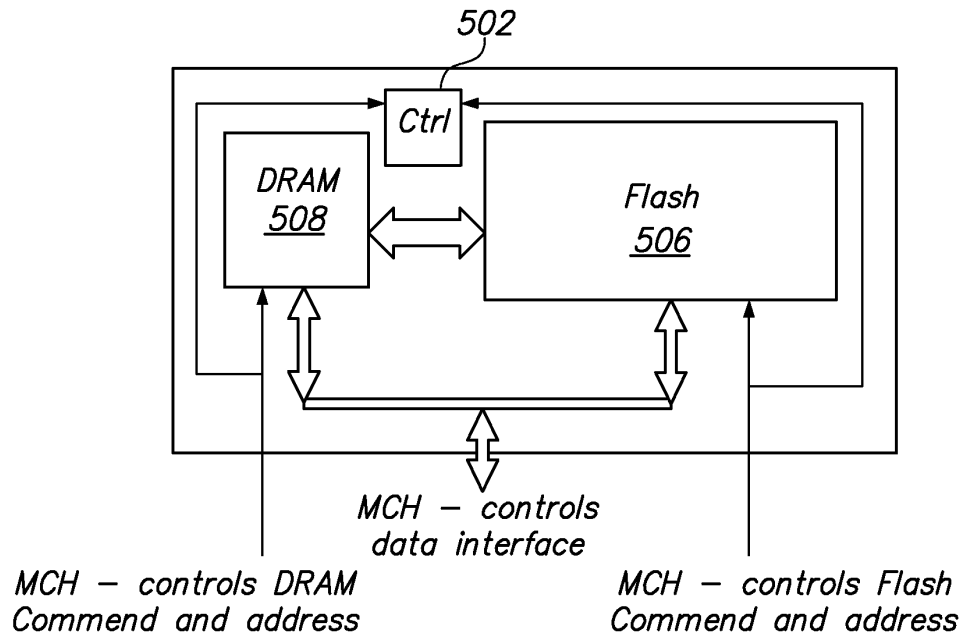 502
Ctrl
DRAM
508
Flash
506
MCH – controls
data interface
MCH – controls DRAM
Commend and address
MCH – controls Flash
Commend and address